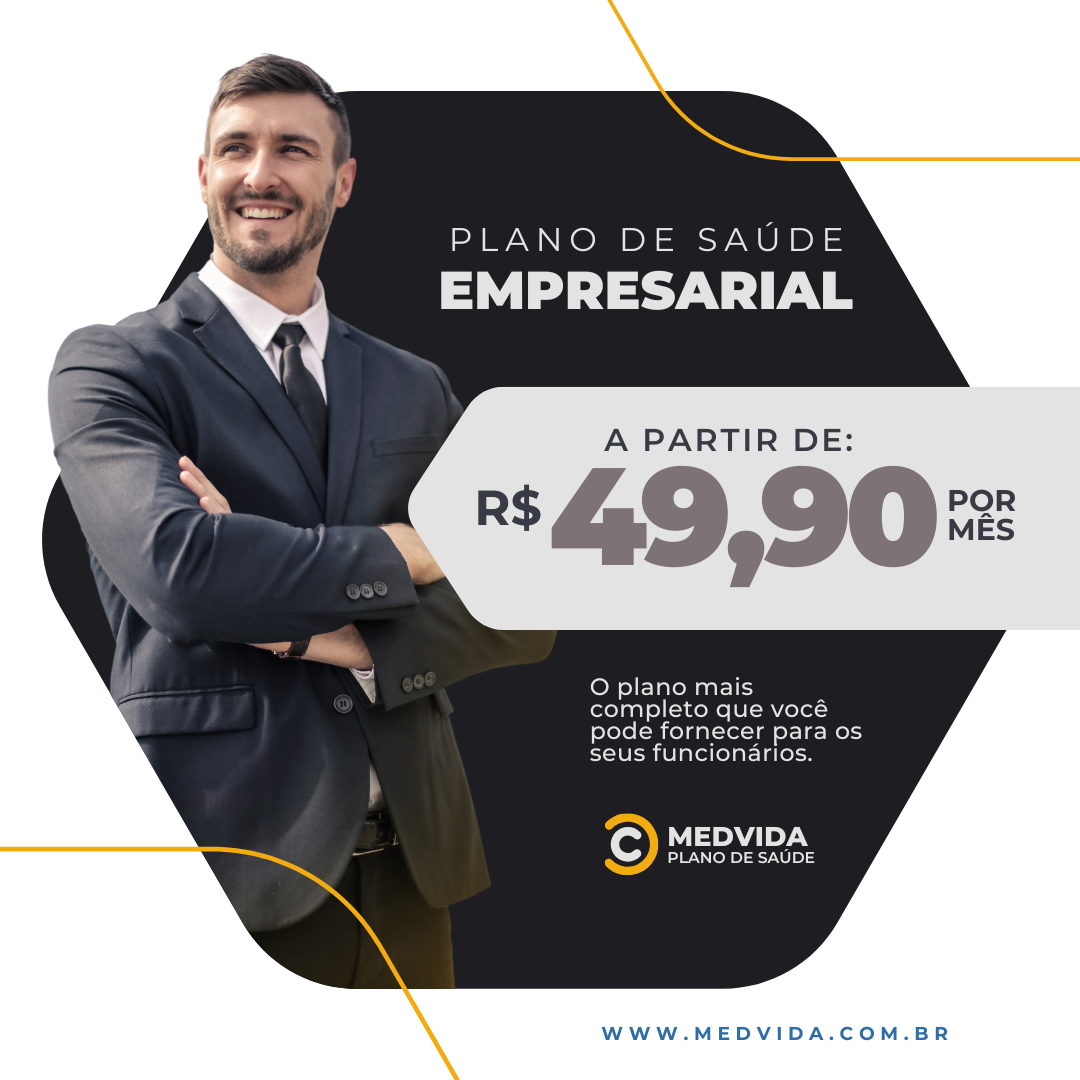 PLANO DE SAÚDE
EMPRESARIAL
A PARTIR DE:
R$ 49,90 POR
MÊS
O plano mais
completo que você
pode fornecer para os
seus funcionários.
C MEDVIDA
PLANO DE SAÚDE
WWW.MEDVIDA.COM.BR